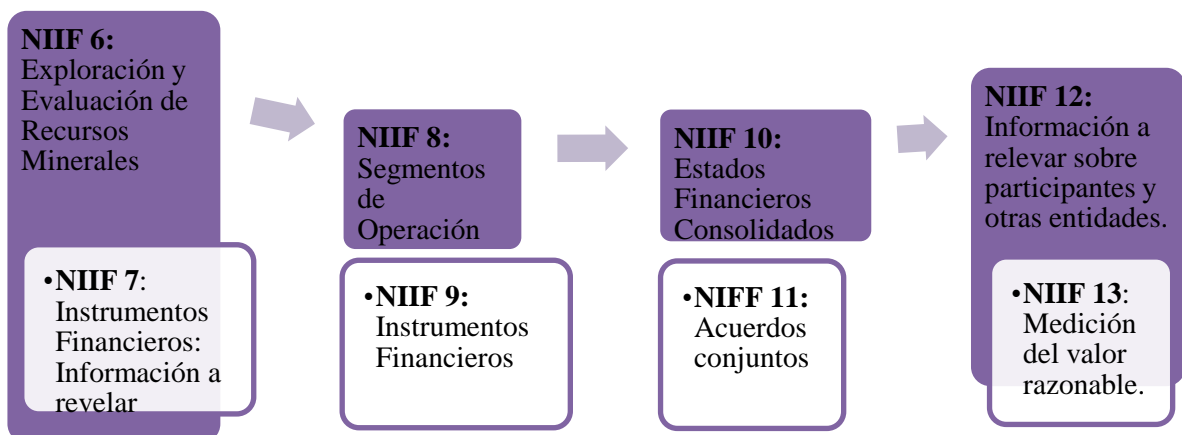 NIIF 6:
Exploración y
Evaluación de
Recursos
Minerales
•NIIF 7:
Instrumentos
Financieros:
Información a
revelar
NIIF 8:
Segmentos
de
Operación
•NIIF 9:
Instrumentos
Financieros
NIIF 10:
Estados
Financieros
Consolidados
•NIFF 11:
Acuerdos
conjuntos
NIIF 12:
Información a
relevar sobre
participantes y
otras entidades.
•NIIF 13:
Medición
del valor
razonable.